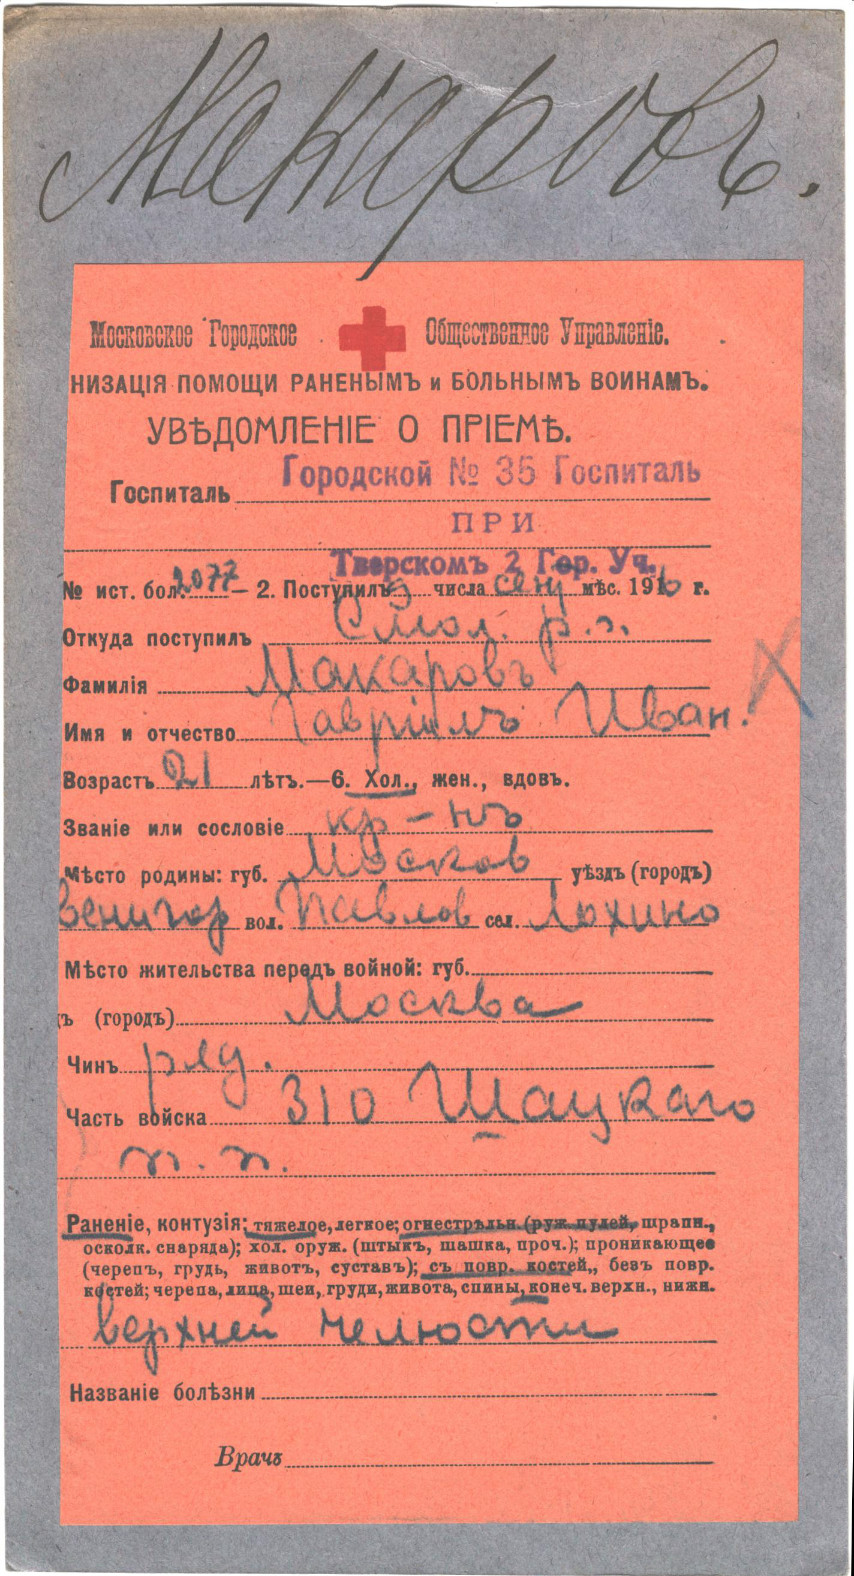 Макаровъ.
Московское Городское Общественное Управленіе.
НИЗАЦІЯ ПОМОЩИ РАНЕНЫМЪ и БОЛЬНЫМЪ ВОИНАМЪ.
УВѢДОМЛЕНІЕ О ПРІЕМѢ.
Городской № 35 Госпиталь
Госпиталь
ПРИ
Тверскомъ 2 Гор. Уч.
№ ист. бол. 2077 – 2. Поступилъ 9 числа сен мѣс. 1916 г.
Откуда поступилъ Смол. р.п.
Фамилія Макаровъ
Имя и отчество Гавріилъ Иван.
Возрастъ 21 лѣтъ.—6. Хол., жен., вдов.
Званіе или сословіе кр-нъ
Мѣсто родины: губ. Москов уѣздъ (городъ)
венигор вол. Павлов сел. Лохино
Мѣсто жительства передъ войной: губ.
ъ (городъ) Москва
Чинъ ряд.
Часть войска 310 Шацкаго
п. п.
Раненіе, контузія: тяжелое, легкое; огнестрѣльн. (руж. пулей, шрапн.,
осколк. снаряда); хол. оруж. (штыкъ, шашка, проч.); проникающее
(черепъ, грудь, животъ, суставъ); съ повр. костей,, безъ повр.
костей; черепа, лица, шеи, груди, живота, спины, конеч. верхн., нижн.
верхней челюсти
Названіе болѣзни
Врачъ